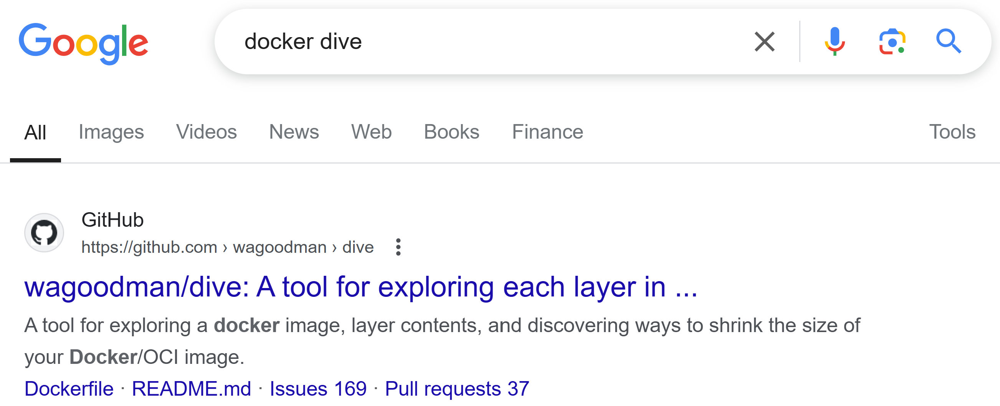 Google docker dive
All Images Videos News Web Books Finance Tools
GitHub
https://github.com › wagoodman › dive
wagoodman/dive: A tool for exploring each layer in ...
A tool for exploring a docker image, layer contents, and discovering ways to shrink the size of
your Docker/OCI image.
Dockerfile · README.md · Issues 169 · Pull requests 37